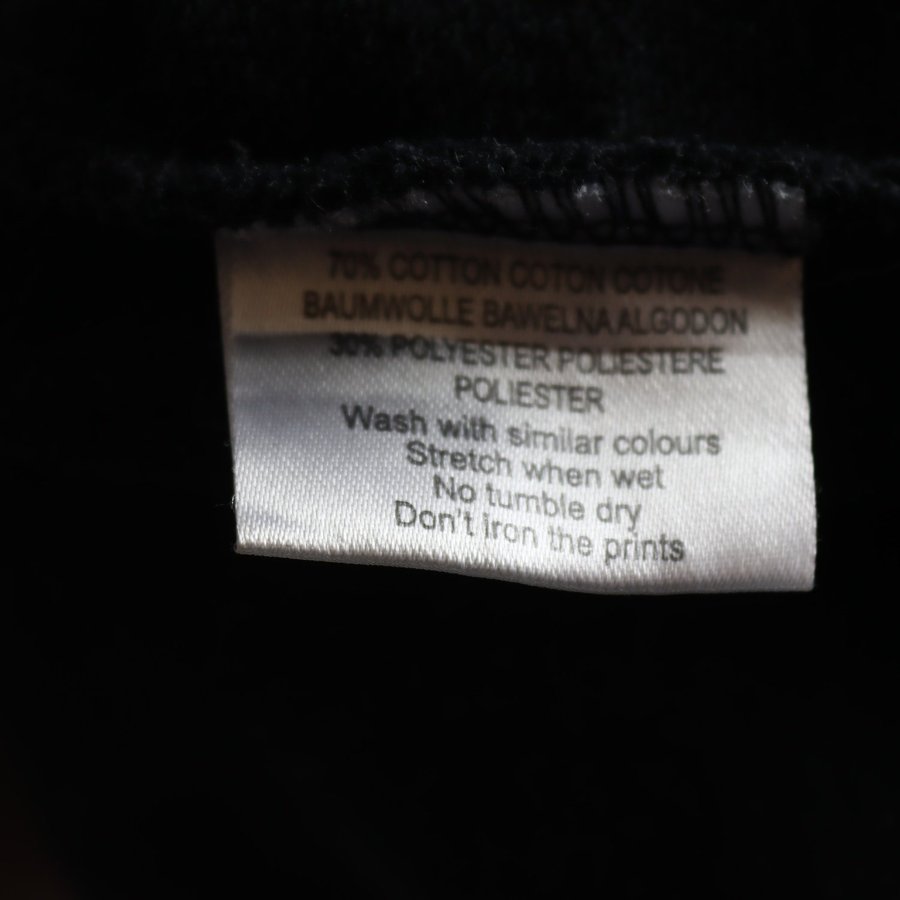 70% COTTON COTON COTONE
BAUMWOLLE BAWELNA ALGODON
30% POLYESTER POLIESTERE
POLIESTER
Wash with similar colours
Stretch when wet
No tumble dry
Don't iron the prints